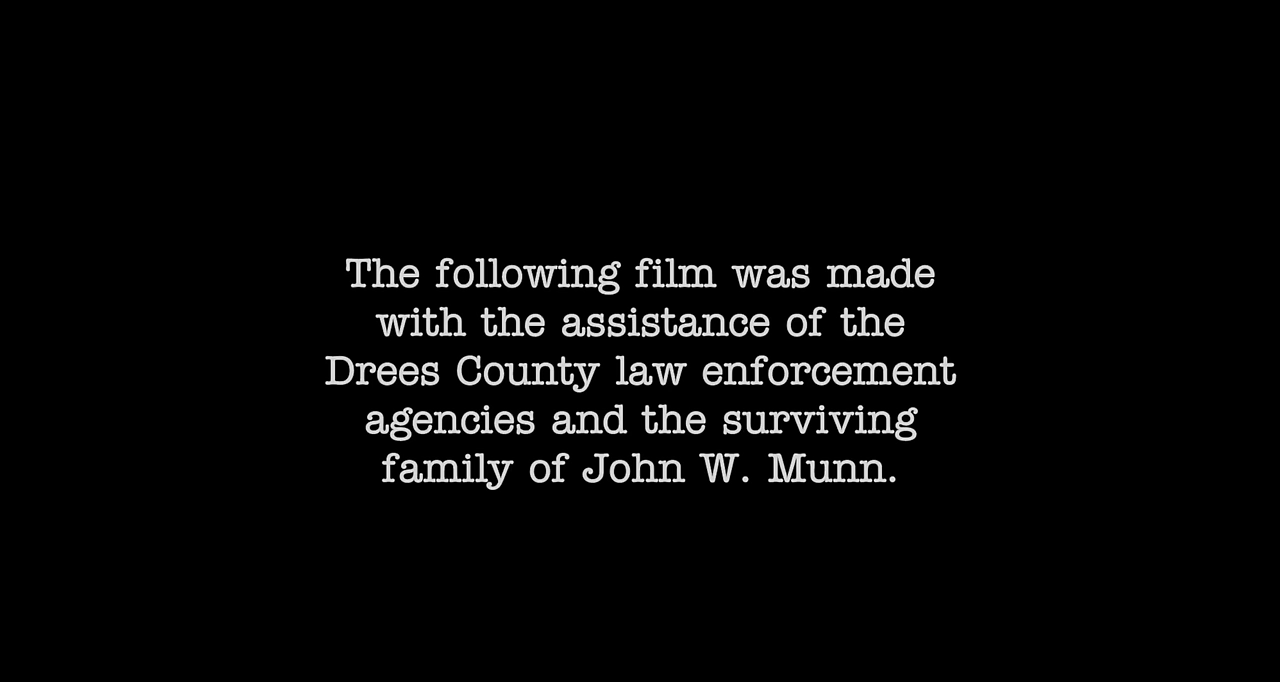 The following film was made
with the assistance of the
Drees County law enforcement
agencies and the surviving
family of John W. Munn.